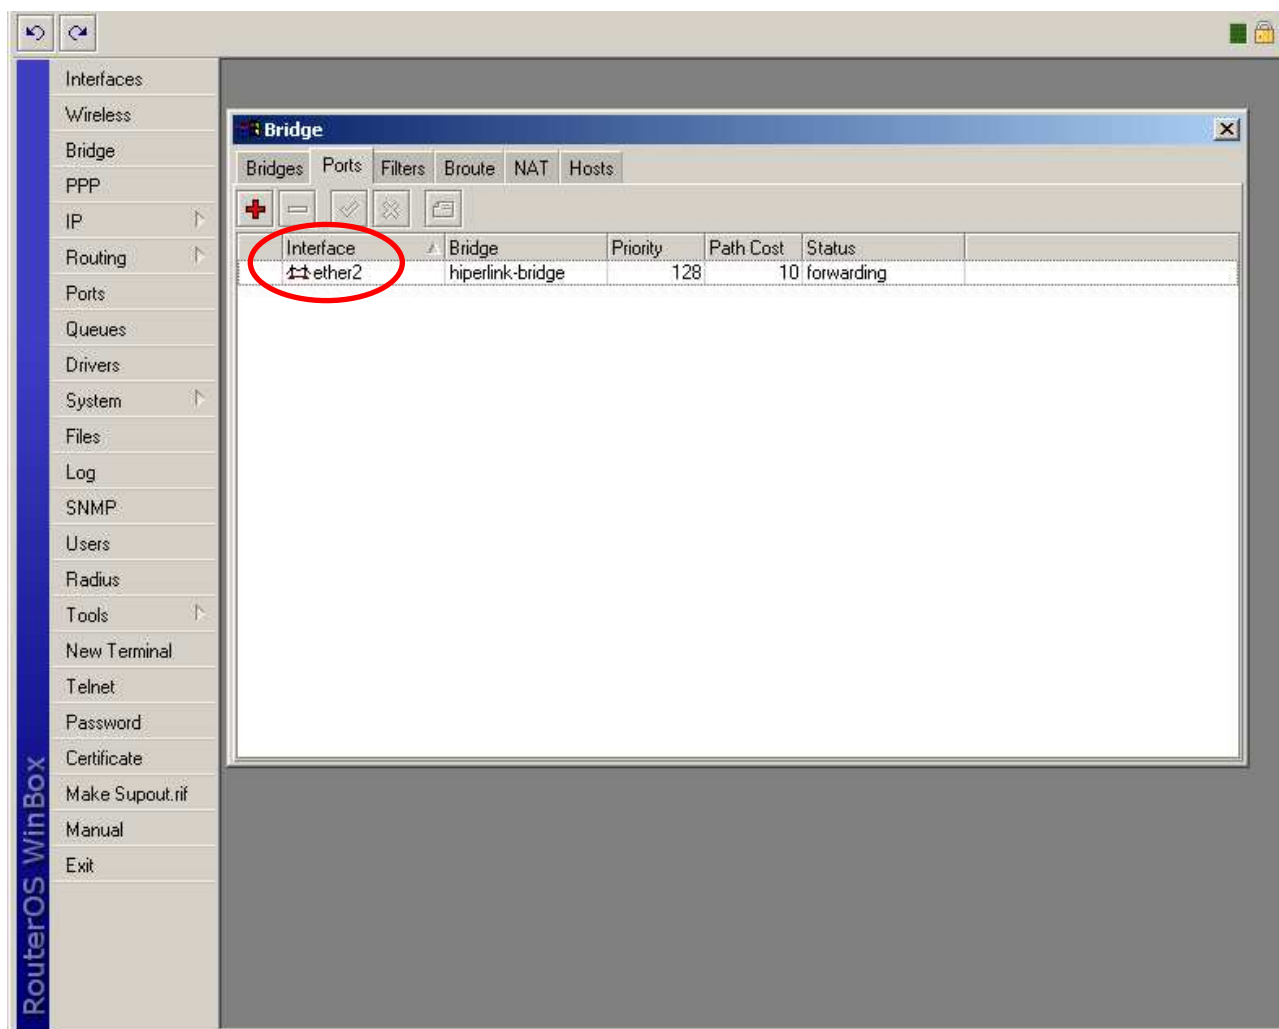 Interfaces
Wireless
Bridge
PPP
IP
Routing
Ports
Queues
Drivers
System
Files
Log
SNMP
Users
Radius
Tools
New Terminal
Telnet
Password
Certificate
Make Supout.rif
Manual
Exit
RouterOS WinBox
Bridge
Bridges Ports Filters Broute NAT Hosts
Interface Bridge Priority Path Cost Status
ether2 hiperlink-bridge 128 10 forwarding